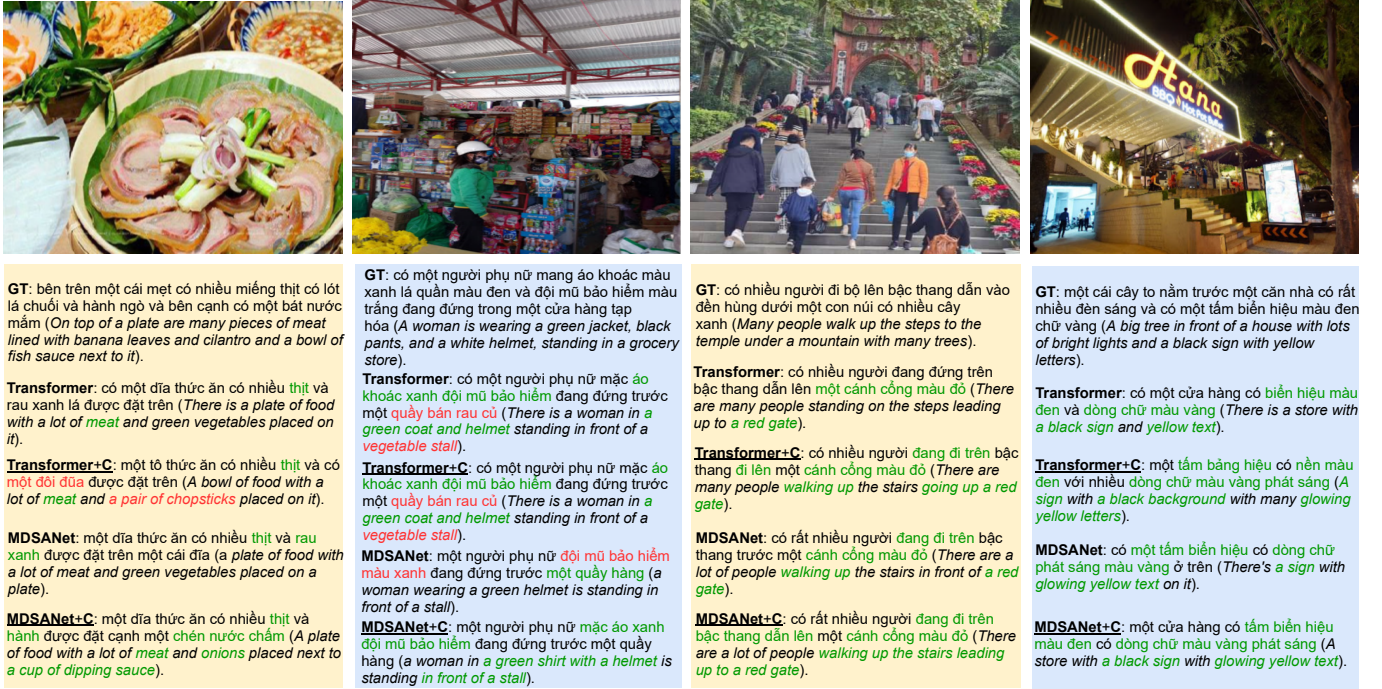 Hana
BBQ
GT: bên trên một cái mẹt có nhiều miếng thịt có lót
lá chuối và hành ngò và bên cạnh có một bát nước
mắm (On top of a plate are many pieces of meat
lined with banana leaves and cilantro and a bowl of
fish sauce next to it).
Transformer: có một dĩa thức ăn có nhiều thịt và
rau xanh lá được đặt trên (There is a plate of food
with a lot of meat and green vegetables placed on
it).
Transformer+C: một tô thức ăn có nhiều thịt và có
một đôi đũa được đặt trên (A bowl of food with a
lot of meat and a pair of chopsticks placed on it).
MDSANet: một dĩa thức ăn có nhiều thịt và rau
xanh được đặt trên một cái đĩa (a plate of food with
a lot of meat and green vegetables placed on a
plate).
MDSANet+C: một dĩa thức ăn có nhiều thịt và
hành được đặt cạnh một chén nước chấm (A plate
of food with a lot of meat and onions placed next to
a cup of dipping sauce).
GT: có một người phụ nữ mang áo khoác màu
xanh lá quần màu đen và đội mũ bảo hiểm màu
trắng đang đứng trong một cửa hàng tạp
hóa (A woman is wearing a green jacket, black
pants, and a white helmet, standing in a grocery
store).
Transformer: có một người phụ nữ mặc áo
khoác xanh đội mũ bảo hiểm đang đứng trước
một quầy bán rau củ (There is a woman in a
green coat and helmet standing in front of a
vegetable stall).
Transformer+C: có một người phụ nữ mặc áo
khoác xanh đội mũ bảo hiểm đang đứng trước
một quầy bán rau củ (There is a woman in a
green coat and helmet standing in front of a
vegetable stall).
MDSANet: một người phụ nữ đội mũ bảo hiểm
màu xanh đang đứng trước một quầy hàng (a
woman wearing a green helmet is standing in
front of a stall).
MDSANet+C: một người phụ nữ mặc áo xanh
đội mũ bảo hiểm đang đứng trước một quầy
hàng (a woman in a green shirt with a helmet is
standing in front of a stall).
GT: có nhiều người đi bộ lên bậc thang dẫn vào
đền hùng dưới một con núi có nhiều cây
xanh (Many people walk up the steps to the
temple under a mountain with many trees).
Transformer: có nhiều người đang đứng trên
bậc thang dẫn lên một cánh cổng màu đỏ (There
are many people standing on the steps leading
up to a red gate).
Transformer+C: có nhiều người đang đi trên bậc
thang đi lên một cánh cổng màu đỏ (There are
many people walking up the stairs going up a red
gate).
MDSANet: có rất nhiều người đang đi trên bậc
thang trước một cánh cổng màu đỏ (There are a
lot of people walking up the stairs in front of a red
gate).
MDSANet+C: có rất nhiều người đang đi trên
bậc thang dẫn lên một cánh cổng màu đỏ (There
are a lot of people walking up the stairs leading
up to a red gate).
GT: một cái cây to nằm trước một căn nhà có rất
nhiều đèn sáng và có một tấm biển hiệu màu đen
chữ vàng (A big tree in front of a house with lots
of bright lights and a black sign with yellow
letters).
Transformer: có một cửa hàng có biển hiệu màu
đen và dòng chữ màu vàng (There is a store with
a black sign and yellow text).
Transformer+C: một tấm bảng hiệu có nền màu
đen với nhiều dòng chữ màu vàng phát sáng (A
sign with a black background with many glowing
yellow letters).
MDSANet: có một tấm biển hiệu có dòng chữ
phát sáng màu vàng ở trên (There's a sign with
glowing yellow text on it).
MDSANet+C: một cửa hàng có tấm biển hiệu
màu đen có dòng chữ màu vàng phát sáng (A
store with a black sign with glowing yellow text).